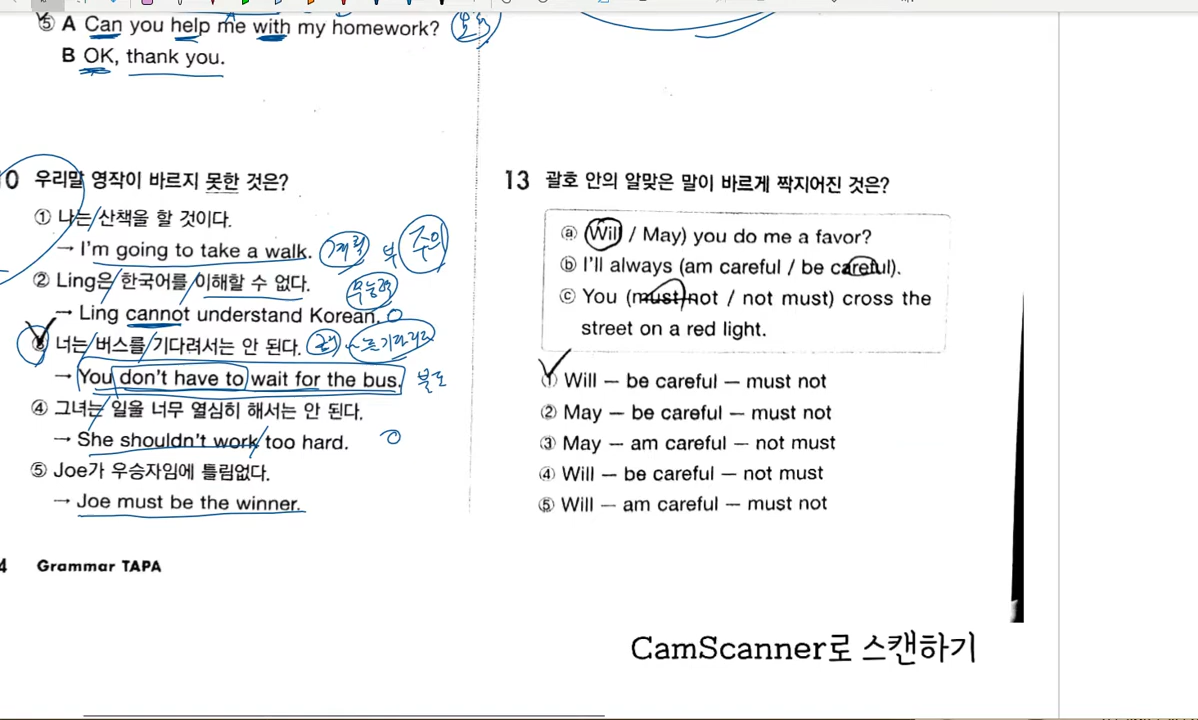 ⑤ A Can you help me with my homework?
B OK, thank you.
10 우리말 영작이 바르지 못한 것은?
① 나는 산책을 할 것이다.
→ I'm going to take a walk. 계획 부 주의
② Ling은 한국어를 이해할 수 없다.
→ Ling cannot understand Korean.
③ 너는 버스를 기다려서는 안 된다.
→ You don't have to wait for the bus.
④ 그녀는 일을 너무 열심히 해서는 안 된다.
→ She shouldn't work too hard.
⑤ Joe가 우승자임에 틀림없다.
→ Joe must be the winner.
4 Grammar TAPA
13 괄호 안의 알맞은 말이 바르게 짝지어진 것은?
ⓐ (Will / May) you do me a favor?
ⓑ I'll always (am careful / be careful).
ⓒ You (must not / not must) cross the
street on a red light.
① Will – be careful – must not
② May – be careful – must not
③ May – am careful – not must
④ Will – be careful – not must
⑤ Will – am careful – must not
CamScanner로 스캔하기